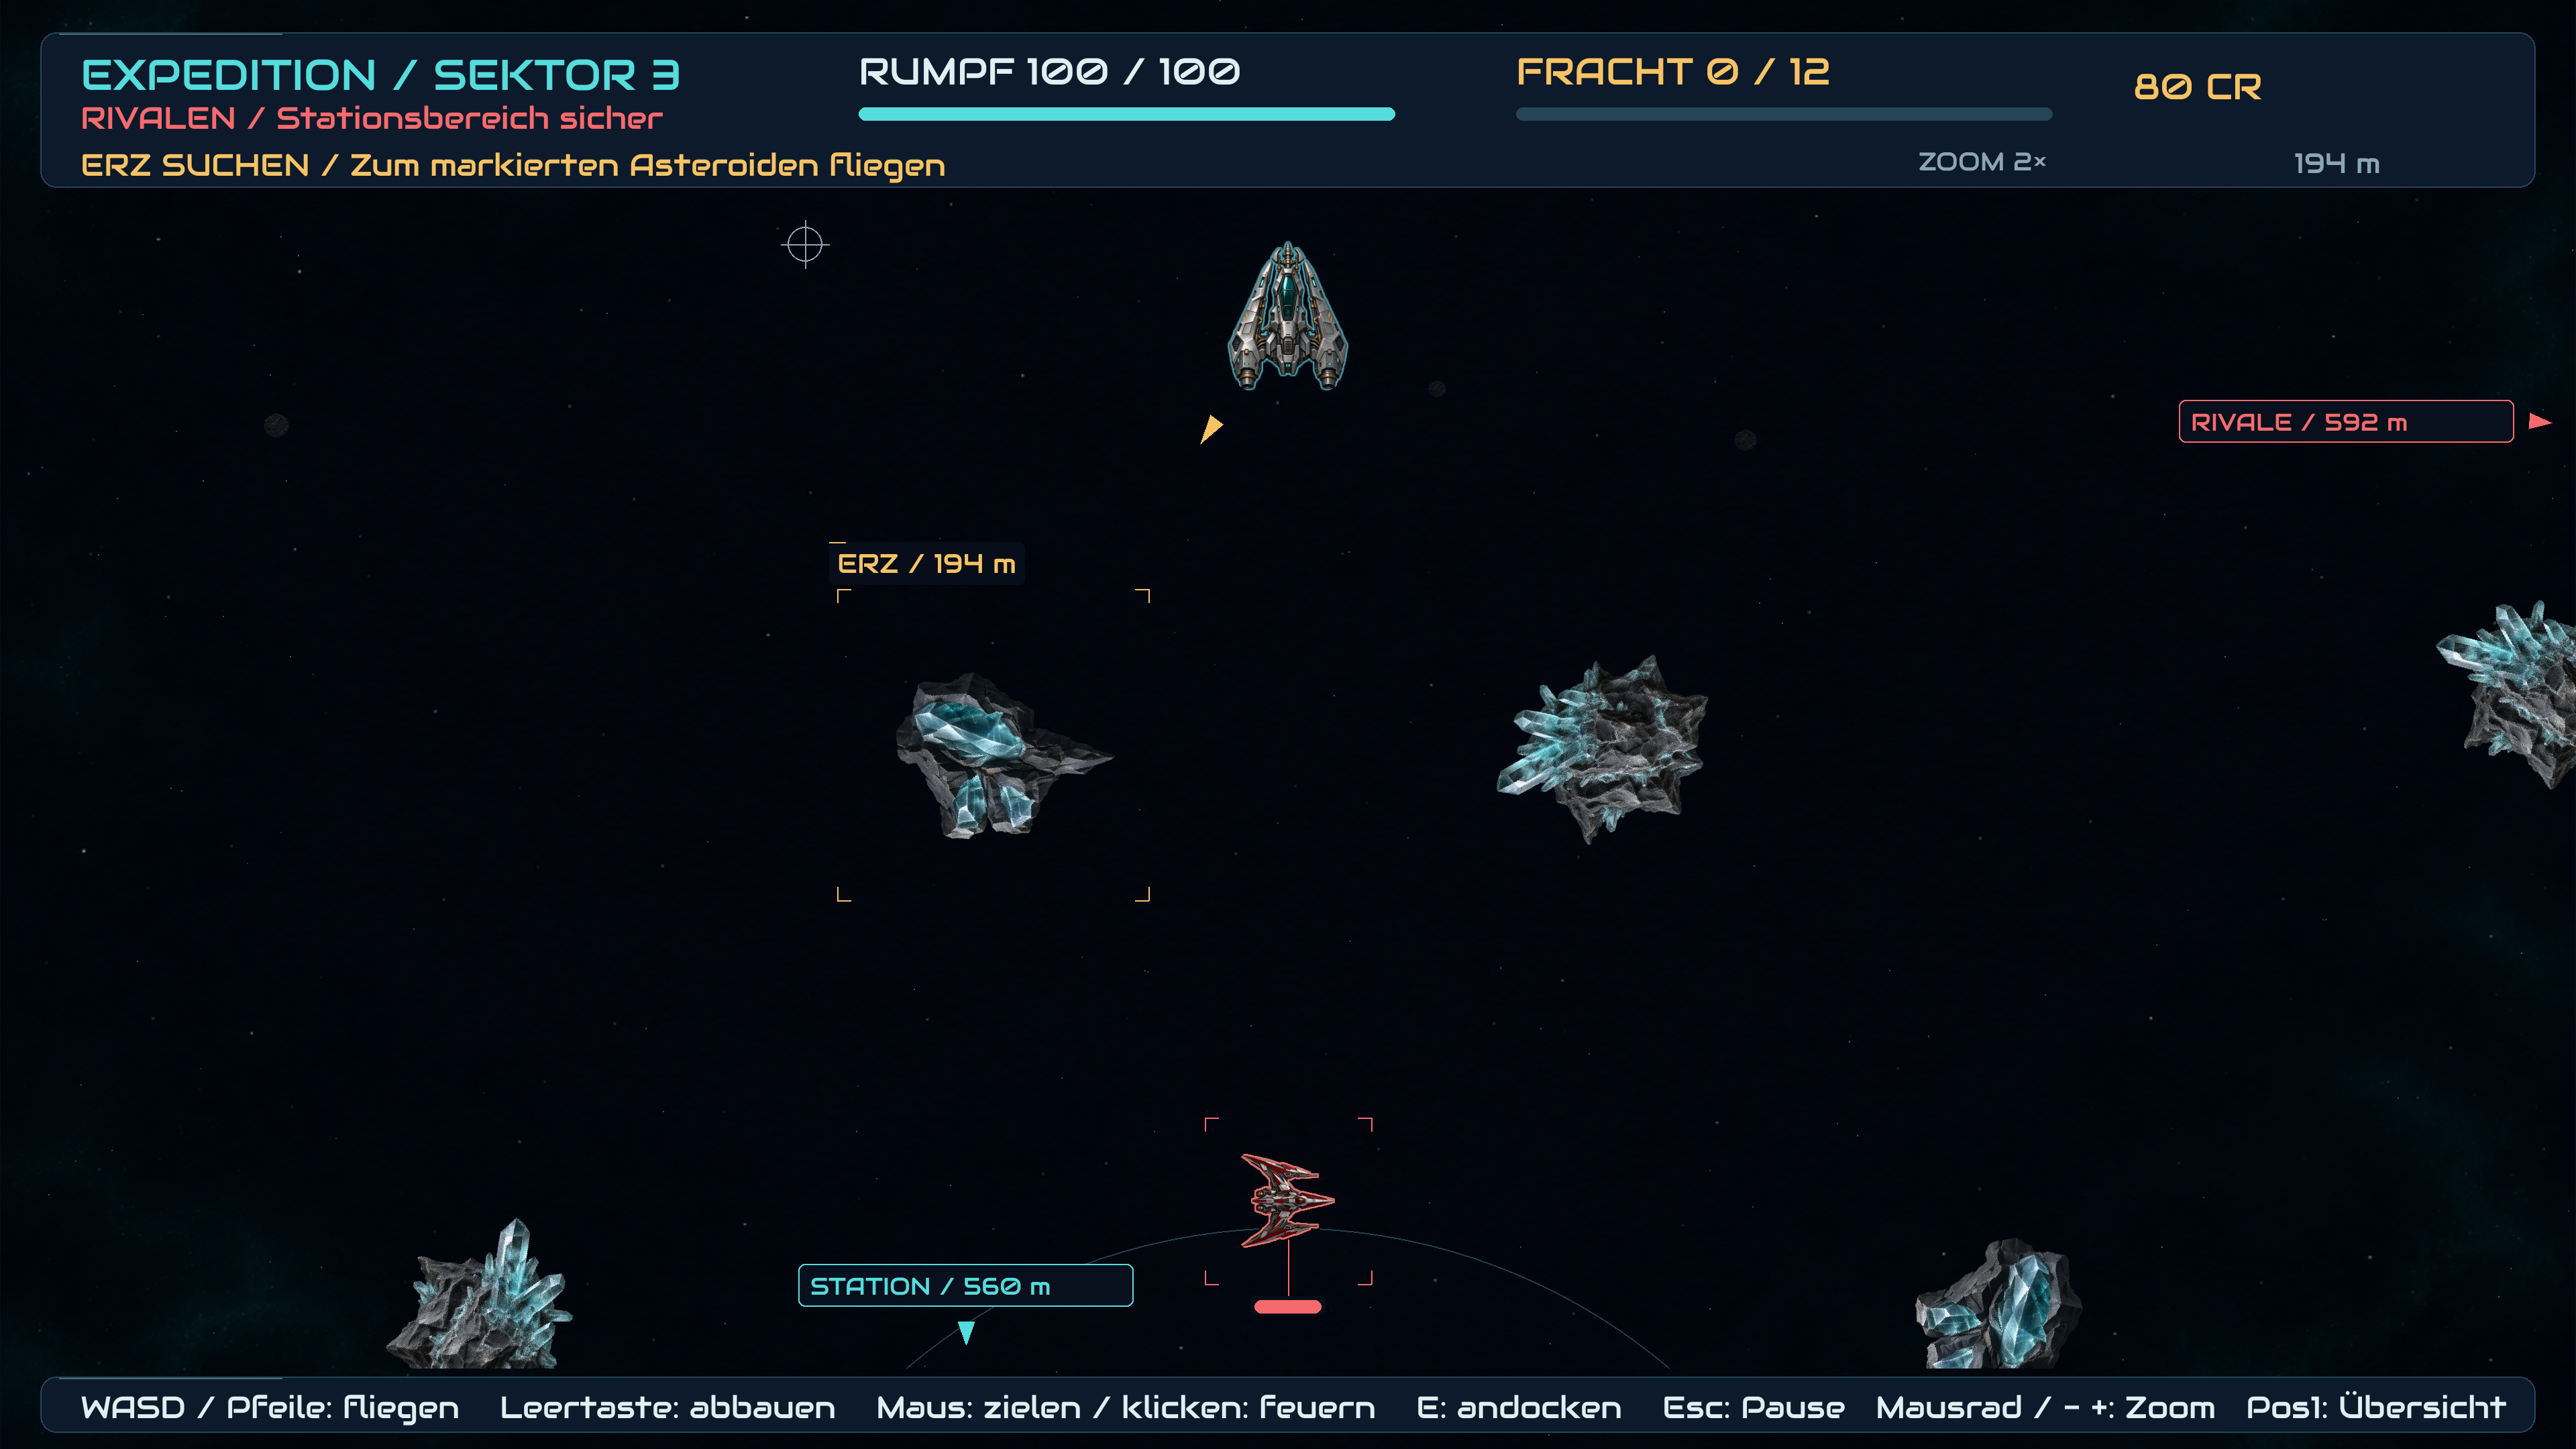 EXPEDITION / SEKTOR 3
RIVALEN / Stationsbereich sicher
ERZ SUCHEN / Zum markierten Asteroiden fliegen
RUMPF 100 / 100
FRACHT 0 / 12
80 CR
ZOOM 2×
194 m
RIVALE / 592 m
ERZ / 194 m
STATION / 560 m
WASD / Pfeile: fliegen Leertaste: abbauen Maus: zielen / klicken: feuern E: andocken Esc: Pause Mausrad / - +: Zoom Pos1: Übersicht